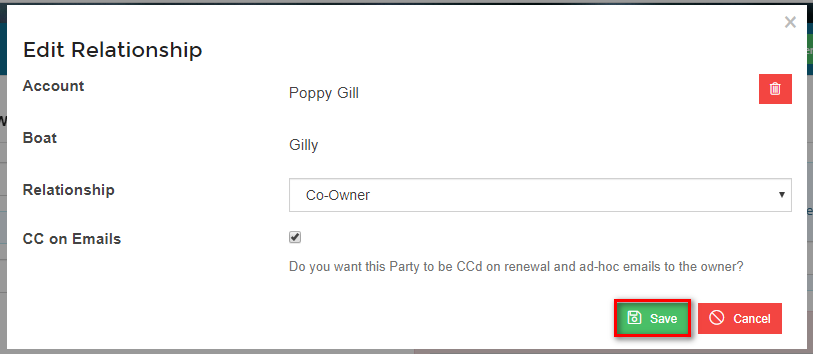 ×
Edit Relationship
Account
Poppy Gill
Boat
Gilly
Relationship
Co-Owner
CC on Emails
Do you want this Party to be CCd on renewal and ad-hoc emails to the owner?
Save
Cancel